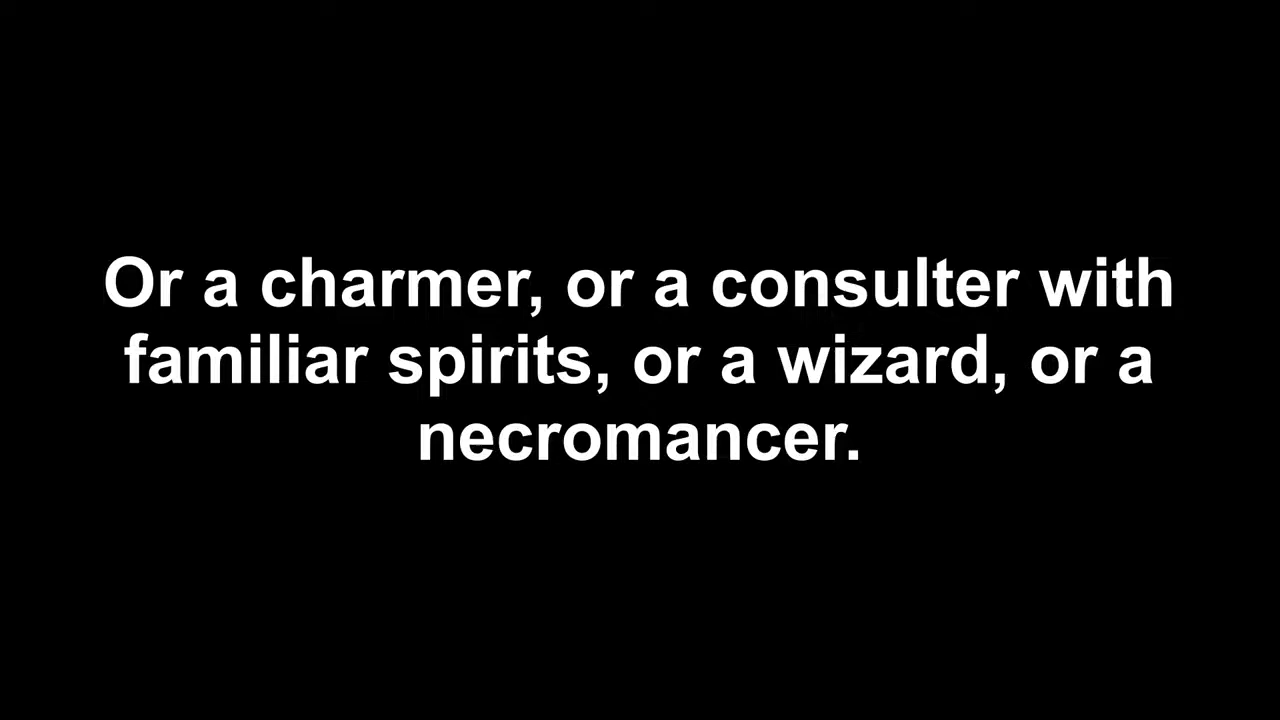 Or a charmer, or a consulter with
familiar spirits, or a wizard, or a
necromancer.